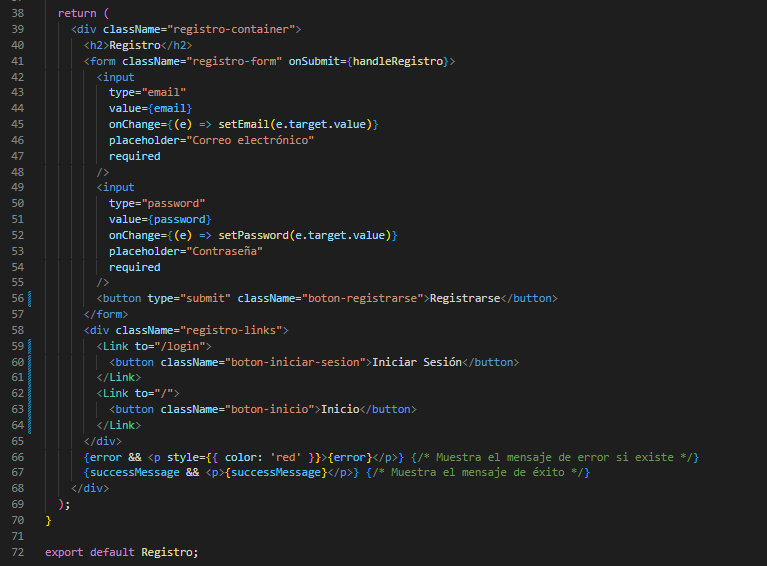 38 return (
39 <div className="registro-container">
40 <h2>Registro</h2>
41 <form className="registro-form" onSubmit={handleRegistro}>
42 <input
43 type="email"
44 value={email}
45 onChange={(e) => setEmail(e.target.value)}
46 placeholder="Correo electrónico"
47 required
48 />
49 <input
50 type="password"
51 value={password}
52 onChange={(e) => setPassword(e.target.value)}
53 placeholder="Contraseña"
54 required
55 />
56 <button type="submit" className="boton-registrarse">Registrarse</button>
57 </form>
58 <div className="registro-links">
59 <Link to="/login">
60 <button className="boton-iniciar-sesion">Iniciar Sesión</button>
61 </Link>
62 <Link to="/">
63 <button className="boton-inicio">Inicio</button>
64 </Link>
65 </div>
66 {error && <p style={{ color: 'red' }}>{error}</p>} {/* Muestra el mensaje de error si existe */}
67 {successMessage && <p>{successMessage}</p>} {/* Muestra el mensaje de éxito */}
68 </div>
69 );
70 }
71
72 export default Registro;